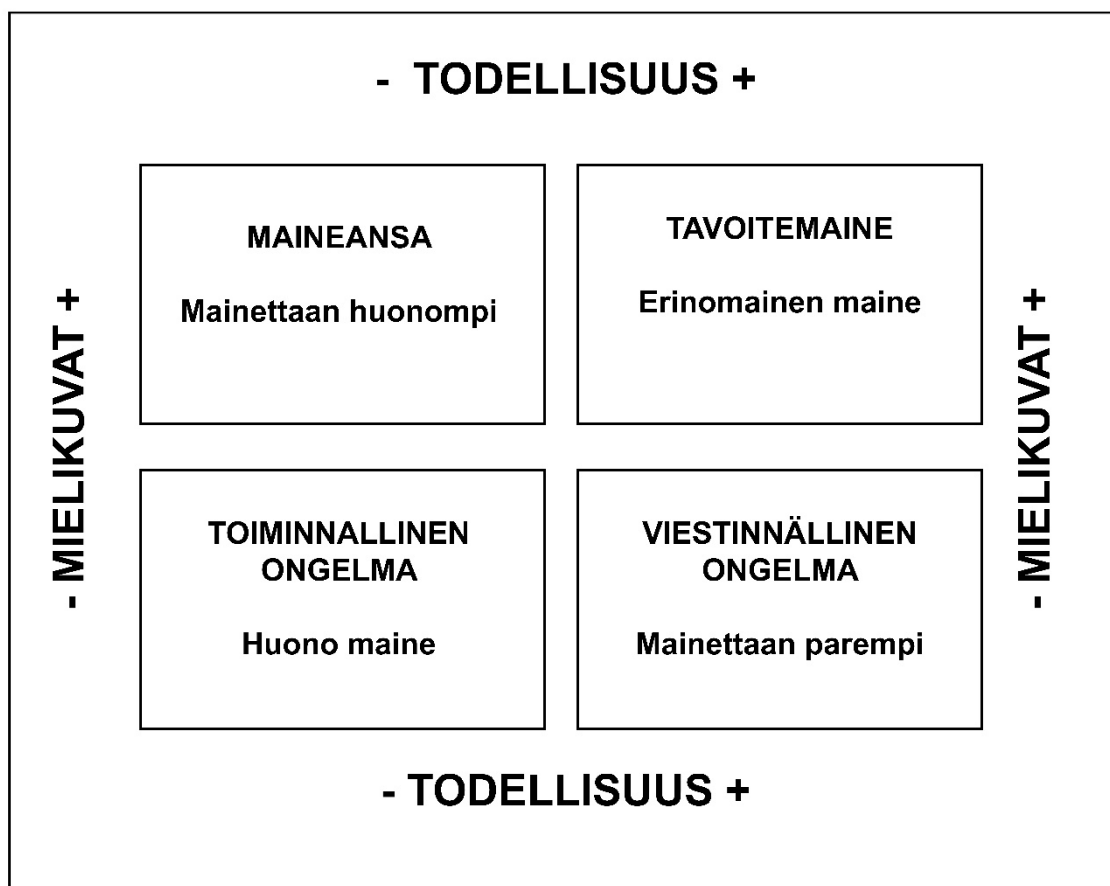 - TODELLISUUS +
- MIELIKUVAT +
MAINEANSA
Mainettaan huonompi
TAVOITEMAINE
Erinomainen maine
- MIELIKUVAT +
TOIMINNALLINEN
ONGELMA
Huono maine
VIESTINNÄLLINEN
ONGELMA
Mainettaan parempi
- TODELLISUUS +